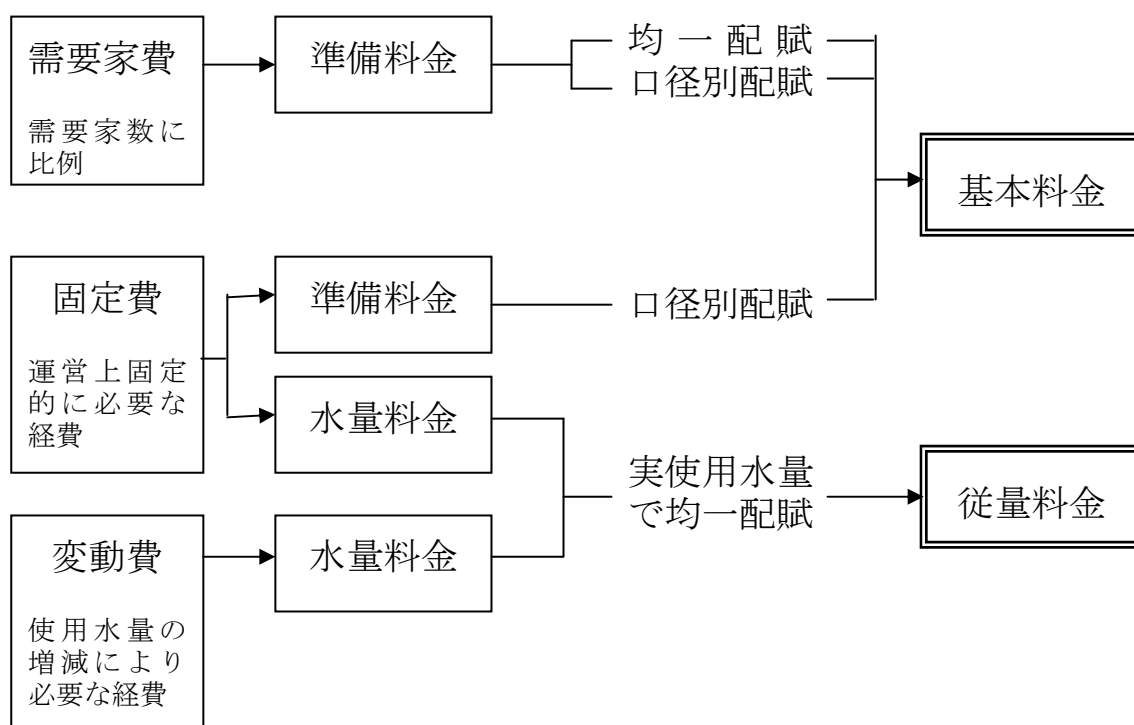 需要家費
需要家数に
比例
準備料金
均一配賦
口径別配賦
基本料金
固定費
運営上固定
的に必要な
経費
準備料金
口径別配賦
水量料金
実使用水量
で均一配賦
従量料金
変動費
使用水量の
増減により
必要な経費
水量料金